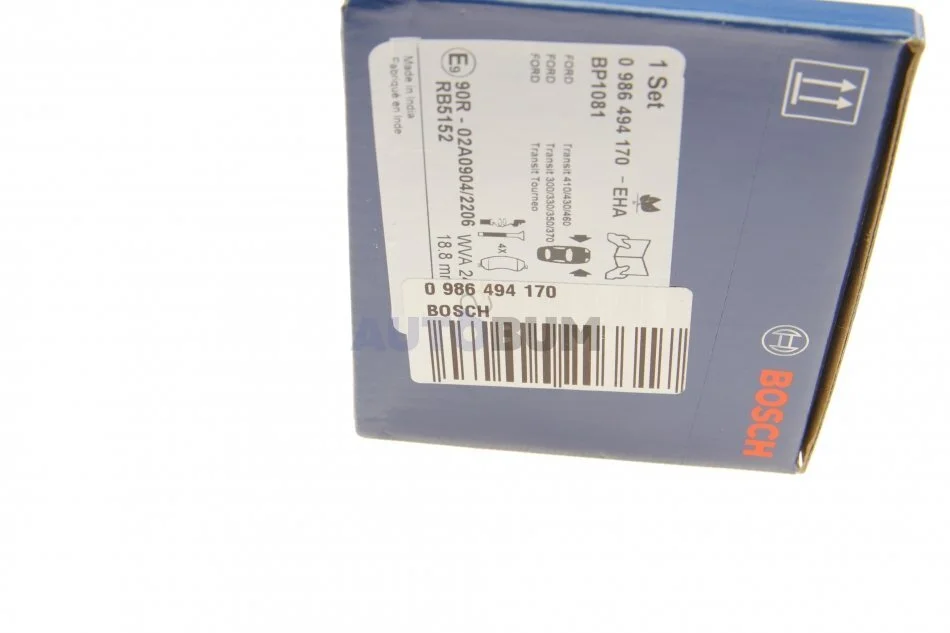 1 Set
0 986 494 170 - EHA
BP1081
FORD Transit 410/430/460
FORD Transit 300/330/350/370
FORD Transit Tourneo
4X
E9 90R - 02A0904/2206 WVA
RB5152
18.8
Made in India
Fabriqué en Inde
0 986 494 170
BOSCH
AUTOBUM
BOSCH